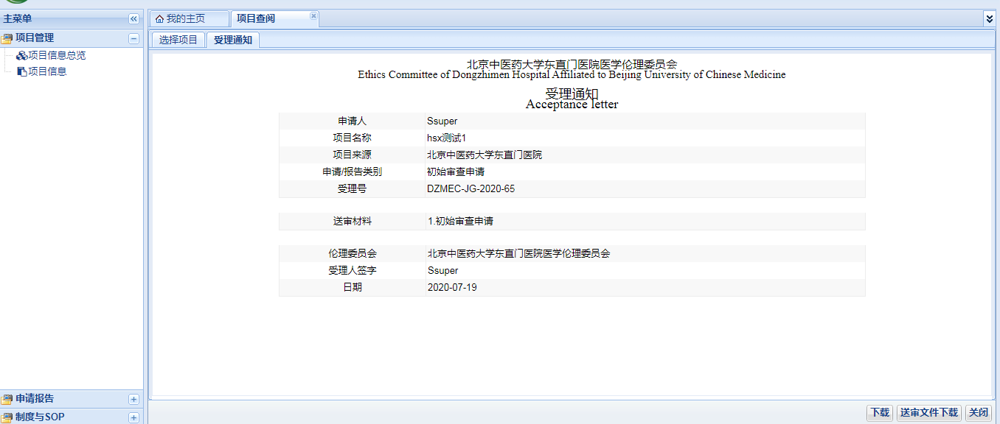 主菜单
项目管理
项目信息总览
项目信息
申请报告
制度与SOP
我的主页 项目查阅
选择项目 受理通知
北京中医药大学东直门医院医学伦理委员会
Ethics Committee of Dongzhimen Hospital Affiliated to Beijing University of Chinese Medicine
受理通知
Acceptance letter
申请人 Ssuper
项目名称 hsx测试1
项目来源 北京中医药大学东直门医院
申请/报告类别 初始审查申请
受理号 DZMEC-JG-2020-65
送审材料 1.初始审查申请
伦理委员会 北京中医药大学东直门医院医学伦理委员会
受理人签字 Ssuper
日期 2020-07-19
下载 送审文件下载 关闭